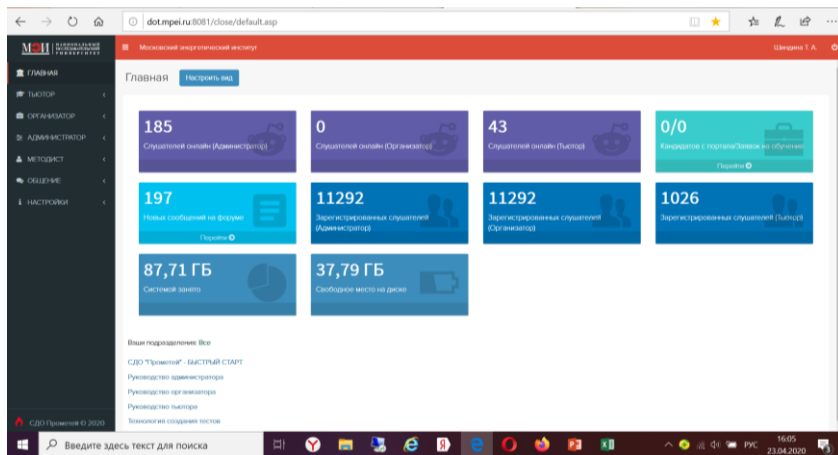 dot.mpei.ru:8081/close/default.asp
МЭИ НАЦИОНАЛЬНЫЙ ИССЛЕДОВАТЕЛЬСКИЙ УНИВЕРСИТЕТ
Московский энергетический институт
Шиндина Т. А.
ГЛАВНАЯ
ТЬЮТОР
ОРГАНИЗАТОР
АДМИНИСТРАТОР
МЕТОДИСТ
ОБЩЕНИЕ
НАСТРОЙКИ
Главная Настроить вид
185
Слушателей онлайн (Администратор)
0
Слушателей онлайн (Организатор)
43
Слушателей онлайн (Тьютор)
0/0
Кандидатов с портала/Заявок на обучение
Перейти
197
Новых сообщений на форуме
Перейти
11292
Зарегистрированных слушателей
(Администратор)
11292
Зарегистрированных слушателей
(Организатор)
1026
Зарегистрированных слушателей (Тьютор)
87,71 ГБ
Системой занято
37,79 ГБ
Свободное место на диске
Ваши подразделения: Все
СДО "Прометей" - БЫСТРЫЙ СТАРТ
Руководство администратора
Руководство организатора
Руководство тьютора
Технология создания тестов
СДО Прометей © 2020
Введите здесь текст для поиска
РУС
16:05
23.04.2020